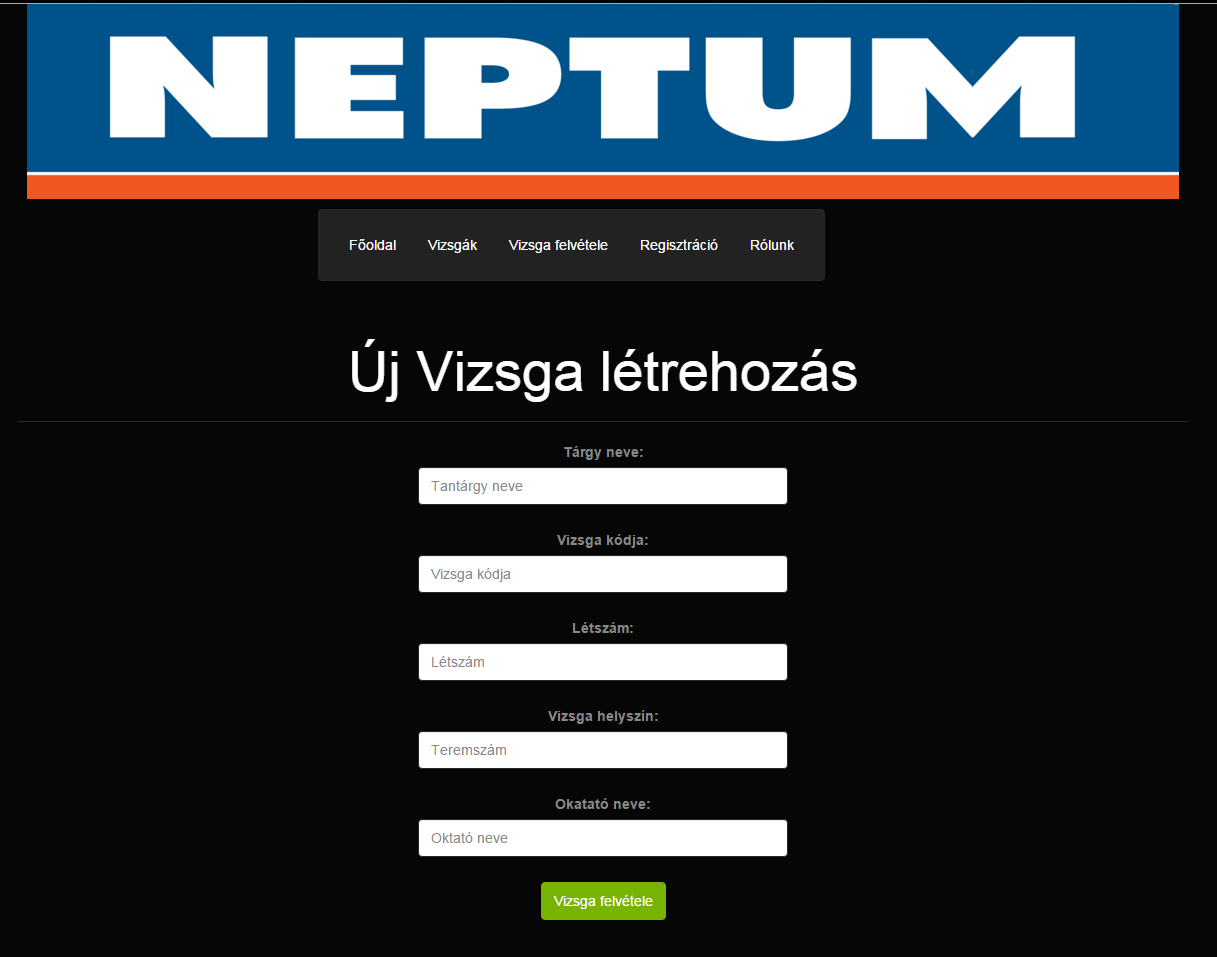 NEPTUM
Főoldal Vizsgák Vizsga felvétele Regisztráció Rólunk
Új Vizsga létrehozás
Tárgy neve:
Tantárgy neve
Vizsga kódja:
Vizsga kódja
Létszám:
Létszám
Vizsga helyszín:
Teremszám
Okatató neve:
Oktató neve
Vizsga felvétele